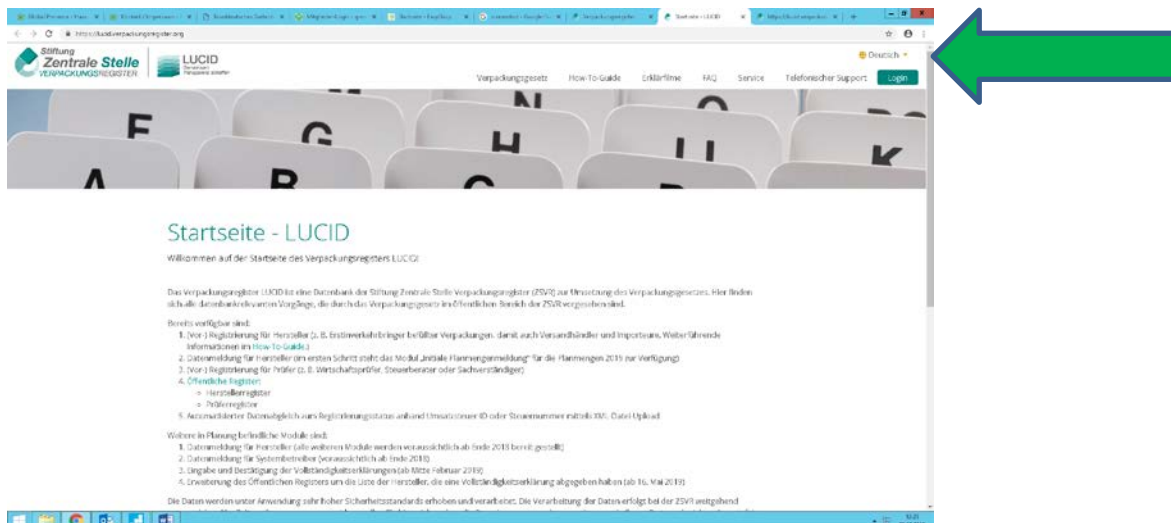 https://lucid.verpackungsregister.org
Stiftung
Zentrale Stelle
VERPACKUNGSREGISTER
LUCID
Deutsch
Verpackungsgesetz How-To-Guide Erklärfilme FAQ Service Telefonischer Support Login
N
E G H U K
A B C
Startseite - LUCID
Willkommen auf der Startseite des Verpackungsregisters LUCID!
Das Verpackungsregister LUCID ist eine Datenbank der Stiftung Zentrale Stelle Verpackungsregister (ZSVR) zur Umsetzung des Verpackungsgesetzes. Hier finden
sich alle datenbankrelevanten Vorgänge, die durch das Verpackungsgesetz im öffentlichen Bereich der ZSVR vorgesehen sind.
Bereits verfügbar sind:
1. (Vor-) Registrierung für Hersteller (z. B. Erstinverkehrbringer befüllter Verpackungen, damit auch Versandhändler und Importeure, Weiterführende
Informationen im How-To-Guide.)
2. Datenmeldung für Hersteller (im ersten Schritt steht das Modul „Initiale Planmengenmeldung“ für die Planmengen 2019 zur Verfügung)
3. (Vor-) Registrierung für Prüfer (z. B. Wirtschaftsprüfer, Steuerberater oder Sachverständiger)
4. Öffentliche Register:
Herstellerregister
Prüferregister
5. Automatisierter Datenabgleich zum Registrierungsstatus anhand Umsatzsteuer ID oder Steuernummer mittels XML Datei Upload
Weitere in Planung befindliche Module sind:
1. Datenmeldung für Hersteller (alle weiteren Module werden voraussichtlich ab Ende 2018 bereit gestellt)
2. Datenmeldung für Systembetreiber (voraussichtlich ab Ende 2018)
3. Eingabe und Bestätigung der Vollständigkeitserklärungen (ab Mitte Februar 2019)
4. Erweiterung des Öffentlichen Registers um die Liste der Hersteller, die eine Vollständigkeitserklärung abgegeben haben (ab 16. Mai 2019)
Die Daten werden unter Anwendung sehr hoher Sicherheitsstandards erhoben und verarbeitet. Die Verarbeitung der Daten erfolgt bei der ZSVR weitgehend